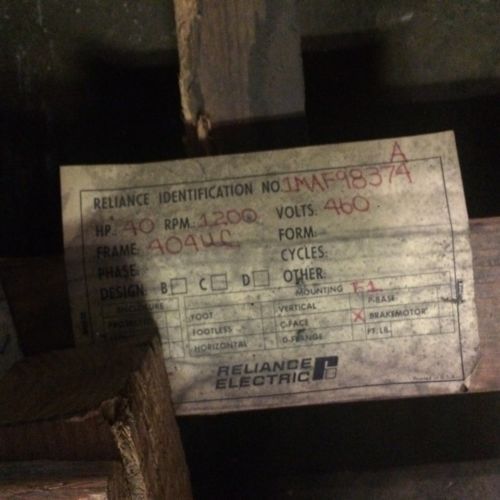 RELIANCE IDENTIFICATION NO. 1MAF98374 A
HP. 40 RPM. 1200 VOLTS. 460
FRAME. 404UC FORM.
PHASE. CYCLES.
DESIGN. B C D OTHER.
ENCLOSURE MOUNTING F1
FOOT VERTICAL P-BASE
FOOTLESS C-FACE X BRAKEMOTOR
HORIZONTAL D-FLANGE FT. LB.
RELIANCE
ELECTRIC